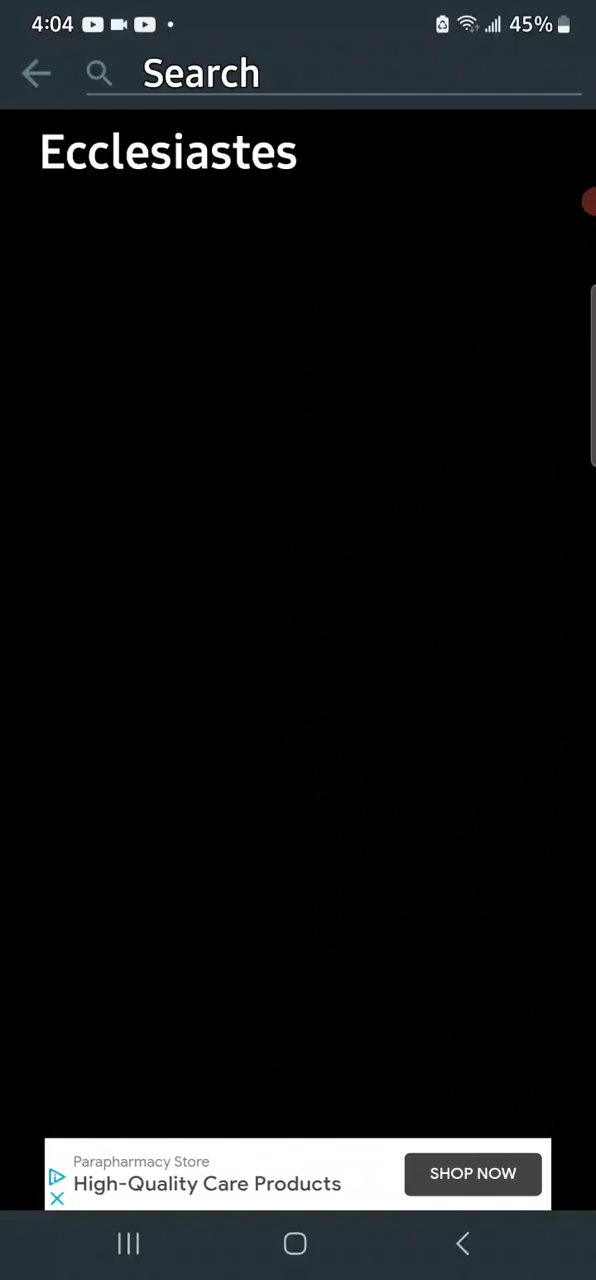 4:04
45%
Search
Ecclesiastes
Parapharmacy Store
High-Quality Care Products
SHOP NOW